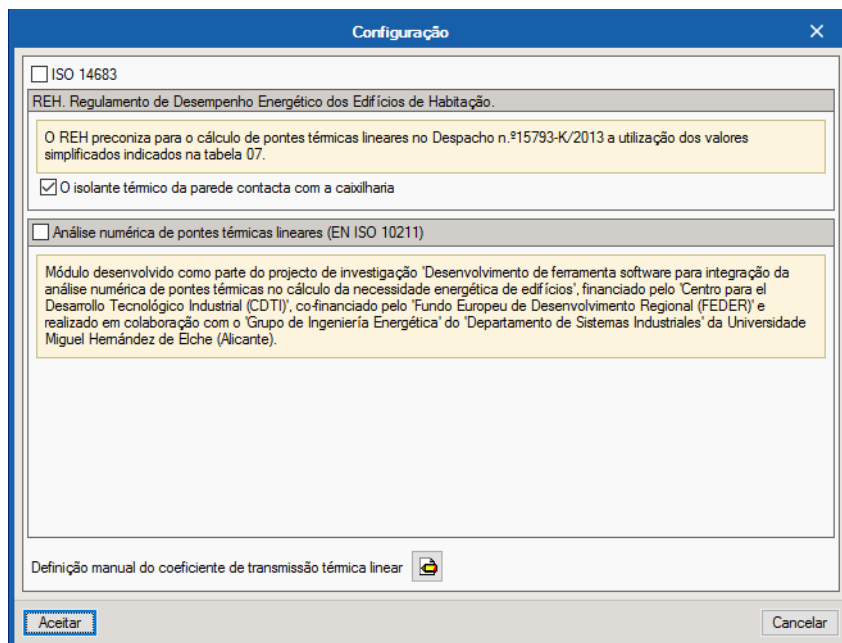 Configuração
ISO 14683
REH. Regulamento de Desempenho Energético dos Edifícios de Habitação.
O REH preconiza para o cálculo de pontes térmicas lineares no Despacho n.º15793-K/2013 a utilização dos valores
simplificados indicados na tabela 07.
O isolante térmico da parede contacta com a caixilharia
Análise numérica de pontes térmicas lineares (EN ISO 10211)
Módulo desenvolvido como parte do projecto de investigação 'Desenvolvimento de ferramenta software para integração da
análise numérica de pontes térmicas no cálculo da necessidade energética de edifícios', financiado pelo 'Centro para el
Desarrollo Tecnológico Industrial (CDTI)', co-financiado pelo 'Fundo Europeu de Desenvolvimento Regional (FEDER)' e
realizado em colaboração com o 'Grupo de Ingeniería Energética' do 'Departamento de Sistemas Industriales' da Universidade
Miguel Hernández de Elche (Alicante).
Definição manual do coeficiente de transmissão térmica linear
Aceitar
Cancelar